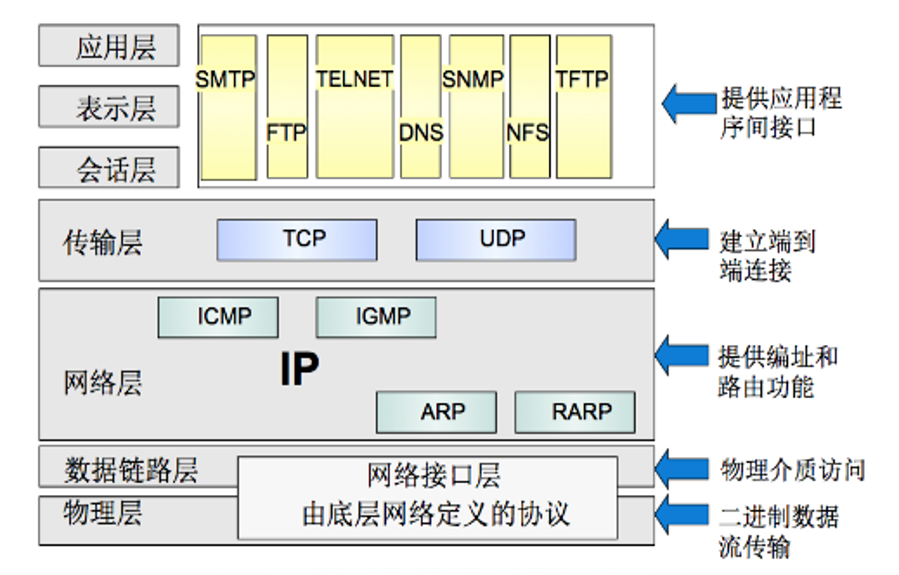 应用层
SMTP
TELNET
SNMP
TFTP
表示层
FTP
DNS
NFS
会话层
提供应用程
序间接口
传输层
TCP
UDP
建立端到
端连接
ICMP
IGMP
IP
网络层
ARP
RARP
提供编址和
路由功能
数据链路层
网络接口层
物理介质访问
物理层
由底层网络定义的协议
二进制数据
流传输